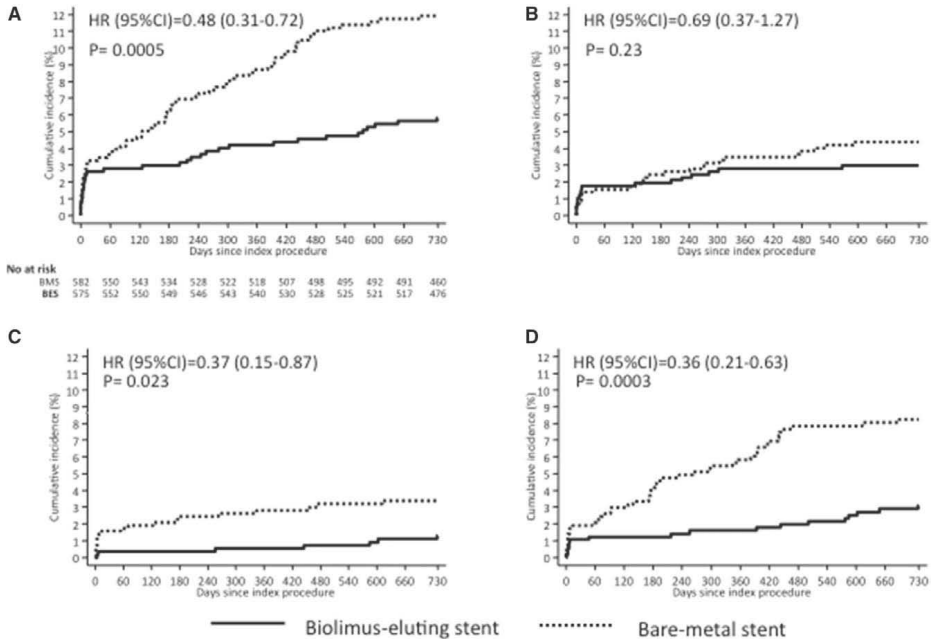 A
HR (95%CI)=0.48 (0.31-0.72)
P= 0.0005
Cumulative incidence (%)
12
11
10
9
8
7
6
5
4
3
2
1
0
0 60 120 180 240 300 360 420 480 540 600 660 730
Days since index procedure
No at risk
BMS 582 550 543 534 528 522 518 507 498 495 492 491 460
BES 575 552 550 549 546 543 540 530 528 525 521 517 476
B
HR (95%CI)=0.69 (0.37-1.27)
P= 0.23
Cumulative incidence (%)
12
11
10
9
8
7
6
5
4
3
2
1
0
0 60 120 180 240 300 360 420 480 540 600 660 730
Days since index procedure
C
HR (95%CI)=0.37 (0.15-0.87)
P= 0.023
Cumulative incidence (%)
12
11
10
9
8
7
6
5
4
3
2
1
0
0 60 120 180 240 300 360 420 480 540 600 660 730
Days since index procedure
D
HR (95%CI)=0.36 (0.21-0.63)
P= 0.0003
Cumulative incidence (%)
12
11
10
9
8
7
6
5
4
3
2
1
0
0 60 120 180 240 300 360 420 480 540 600 660 730
Days since index procedure
Biolimus-eluting stent Bare-metal stent